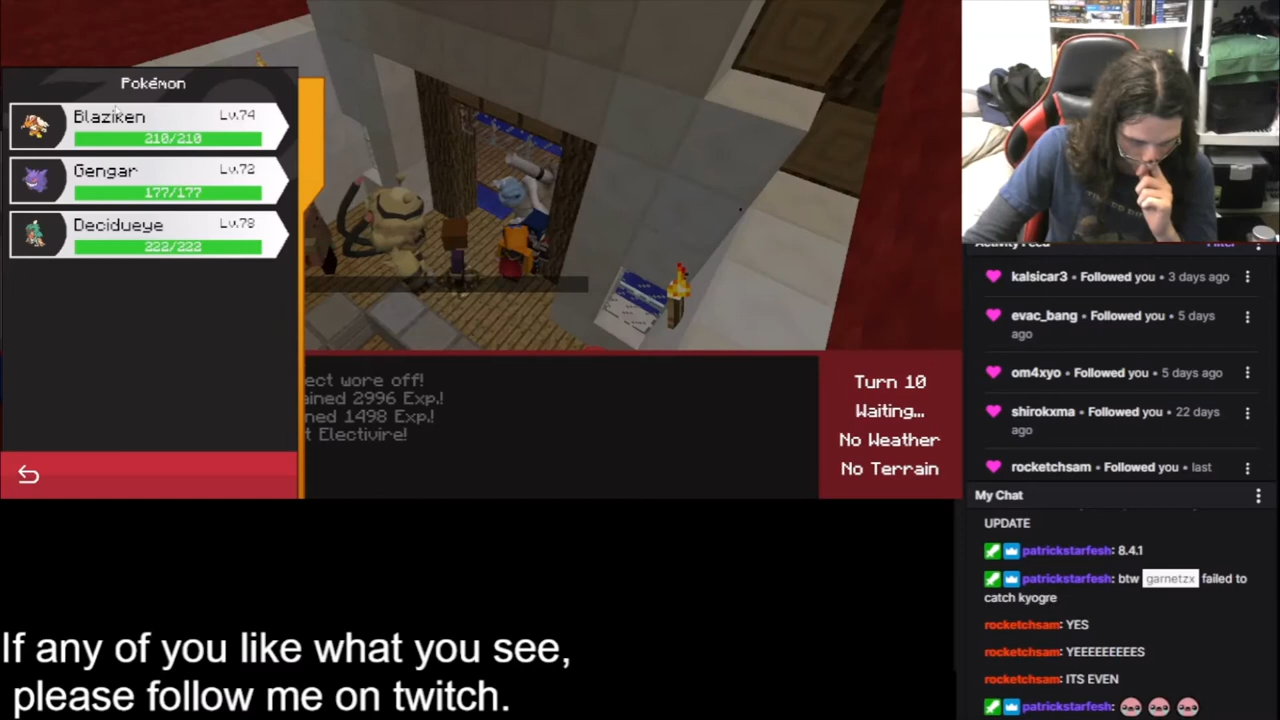 Pokémon
Blaziken Lv.74
210/210
Gengar Lv.72
177/177
Decidueye Lv.78
222/222
ect wore off!
ained 2996 Exp.!
ned 1498 Exp.!
t Electivire!
Turn 10
Waiting...
No Weather
No Terrain
If any of you like what you see,
please follow me on twitch.
Activity Feed Filter
kalsicar3 • Followed you • 3 days ago
evac_bang • Followed you • 5 days
ago
om4xyo • Followed you • 5 days ago
shirokxma • Followed you • 22 days
ago
rocketchsam • Followed you • last
My Chat
UPDATE
patrickstarfesh: 8.4.1
patrickstarfesh: btw garnetzx failed to
catch kyogre
rocketchsam: YES
rocketchsam: YEEEEEEEEES
rocketchsam: ITS EVEN
patrickstarfesh: